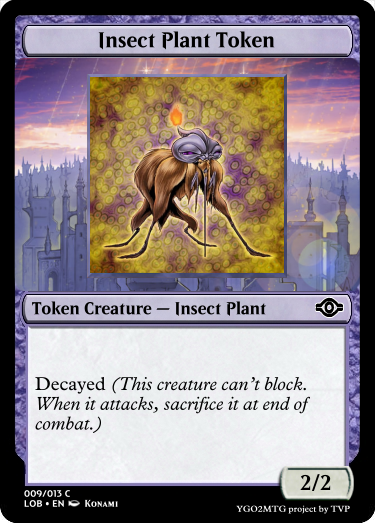 Insect Plant Token
Token Creature — Insect Plant
Decayed (This creature can't block.
When it attacks, sacrifice it at end of
combat.)
2/2
009/013 C
LOB • EN Konami
YGO2MTG project by TVP